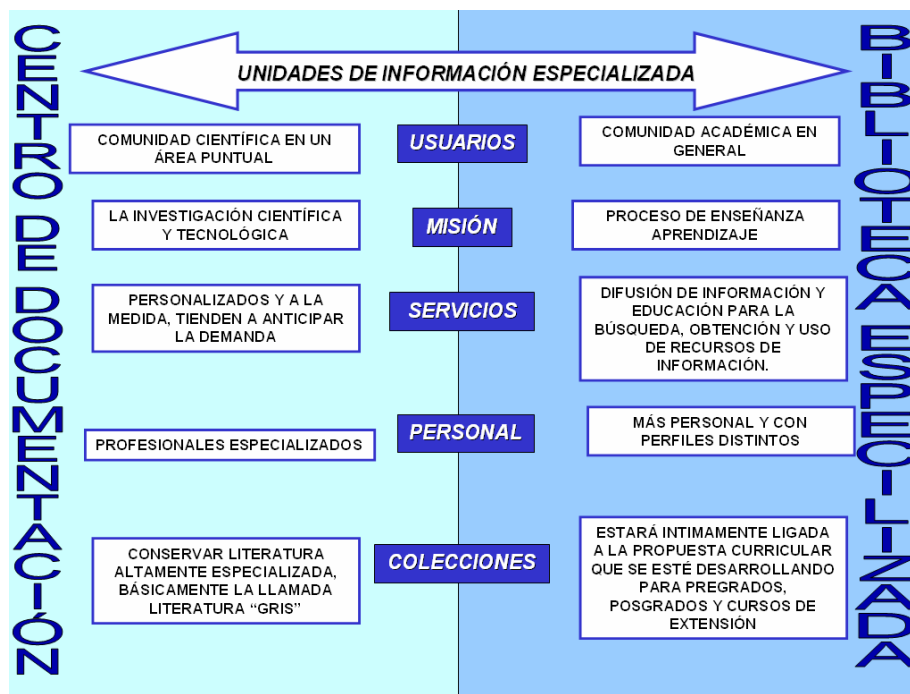 CENTRO DE DOCUMENTACIÓN
UNIDADES DE INFORMACIÓN ESPECIALIZADA
BIBLIOTECA ESPECILIZADA
COMUNIDAD CIENTÍFICA EN UN
ÁREA PUNTUAL
USUARIOS
COMUNIDAD ACADÉMICA EN
GENERAL
LA INVESTIGACIÓN CIENTÍFICA
Y TECNOLÓGICA
MISIÓN
PROCESO DE ENSEÑANZA
APRENDIZAJE
PERSONALIZADOS Y A LA
MEDIDA, TIENDEN A ANTICIPAR
LA DEMANDA
SERVICIOS
DIFUSIÓN DE INFORMACIÓN Y
EDUCACIÓN PARA LA
BÚSQUEDA, OBTENCIÓN Y USO
DE RECURSOS DE
INFORMACIÓN.
PROFESIONALES ESPECIALIZADOS
PERSONAL
MÁS PERSONAL Y CON
PERFILES DISTINTOS
CONSERVAR LITERATURA
ALTAMENTE ESPECIALIZADA,
BÁSICAMENTE LA LLAMADA
LITERATURA “GRIS”
COLECCIONES
ESTARÁ INTIMAMENTE LIGADA
A LA PROPUESTA CURRICULAR
QUE SE ESTÉ DESARROLLANDO
PARA PREGRADOS,
POSGRADOS Y CURSOS DE
EXTENSIÓN